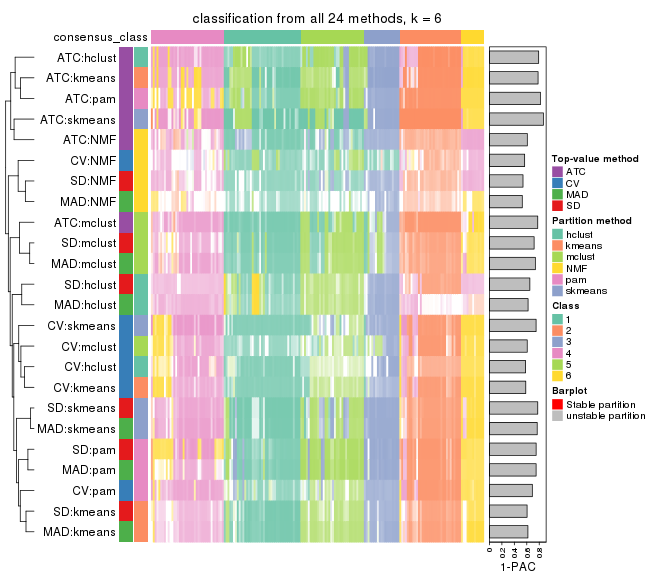 classification from all 24 methods, k = 6
consensus_class
ATC:hclust
ATC:kmeans
ATC:pam
ATC:skmeans
ATC:NMF
CV:NMF
SD:NMF
MAD:NMF
ATC:mclust
SD:mclust
MAD:mclust
SD:hclust
MAD:hclust
CV:skmeans
CV:mclust
CV:hclust
CV:kmeans
SD:skmeans
MAD:skmeans
SD:pam
MAD:pam
CV:pam
SD:kmeans
MAD:kmeans
0 0.2 0.4 0.6 0.8
1-PAC
Top-value method
ATC
CV
MAD
SD
Partition method
hclust
kmeans
mclust
NMF
pam
skmeans
Class
1
2
3
4
5
6
Barplot
Stable partition
unstable partition